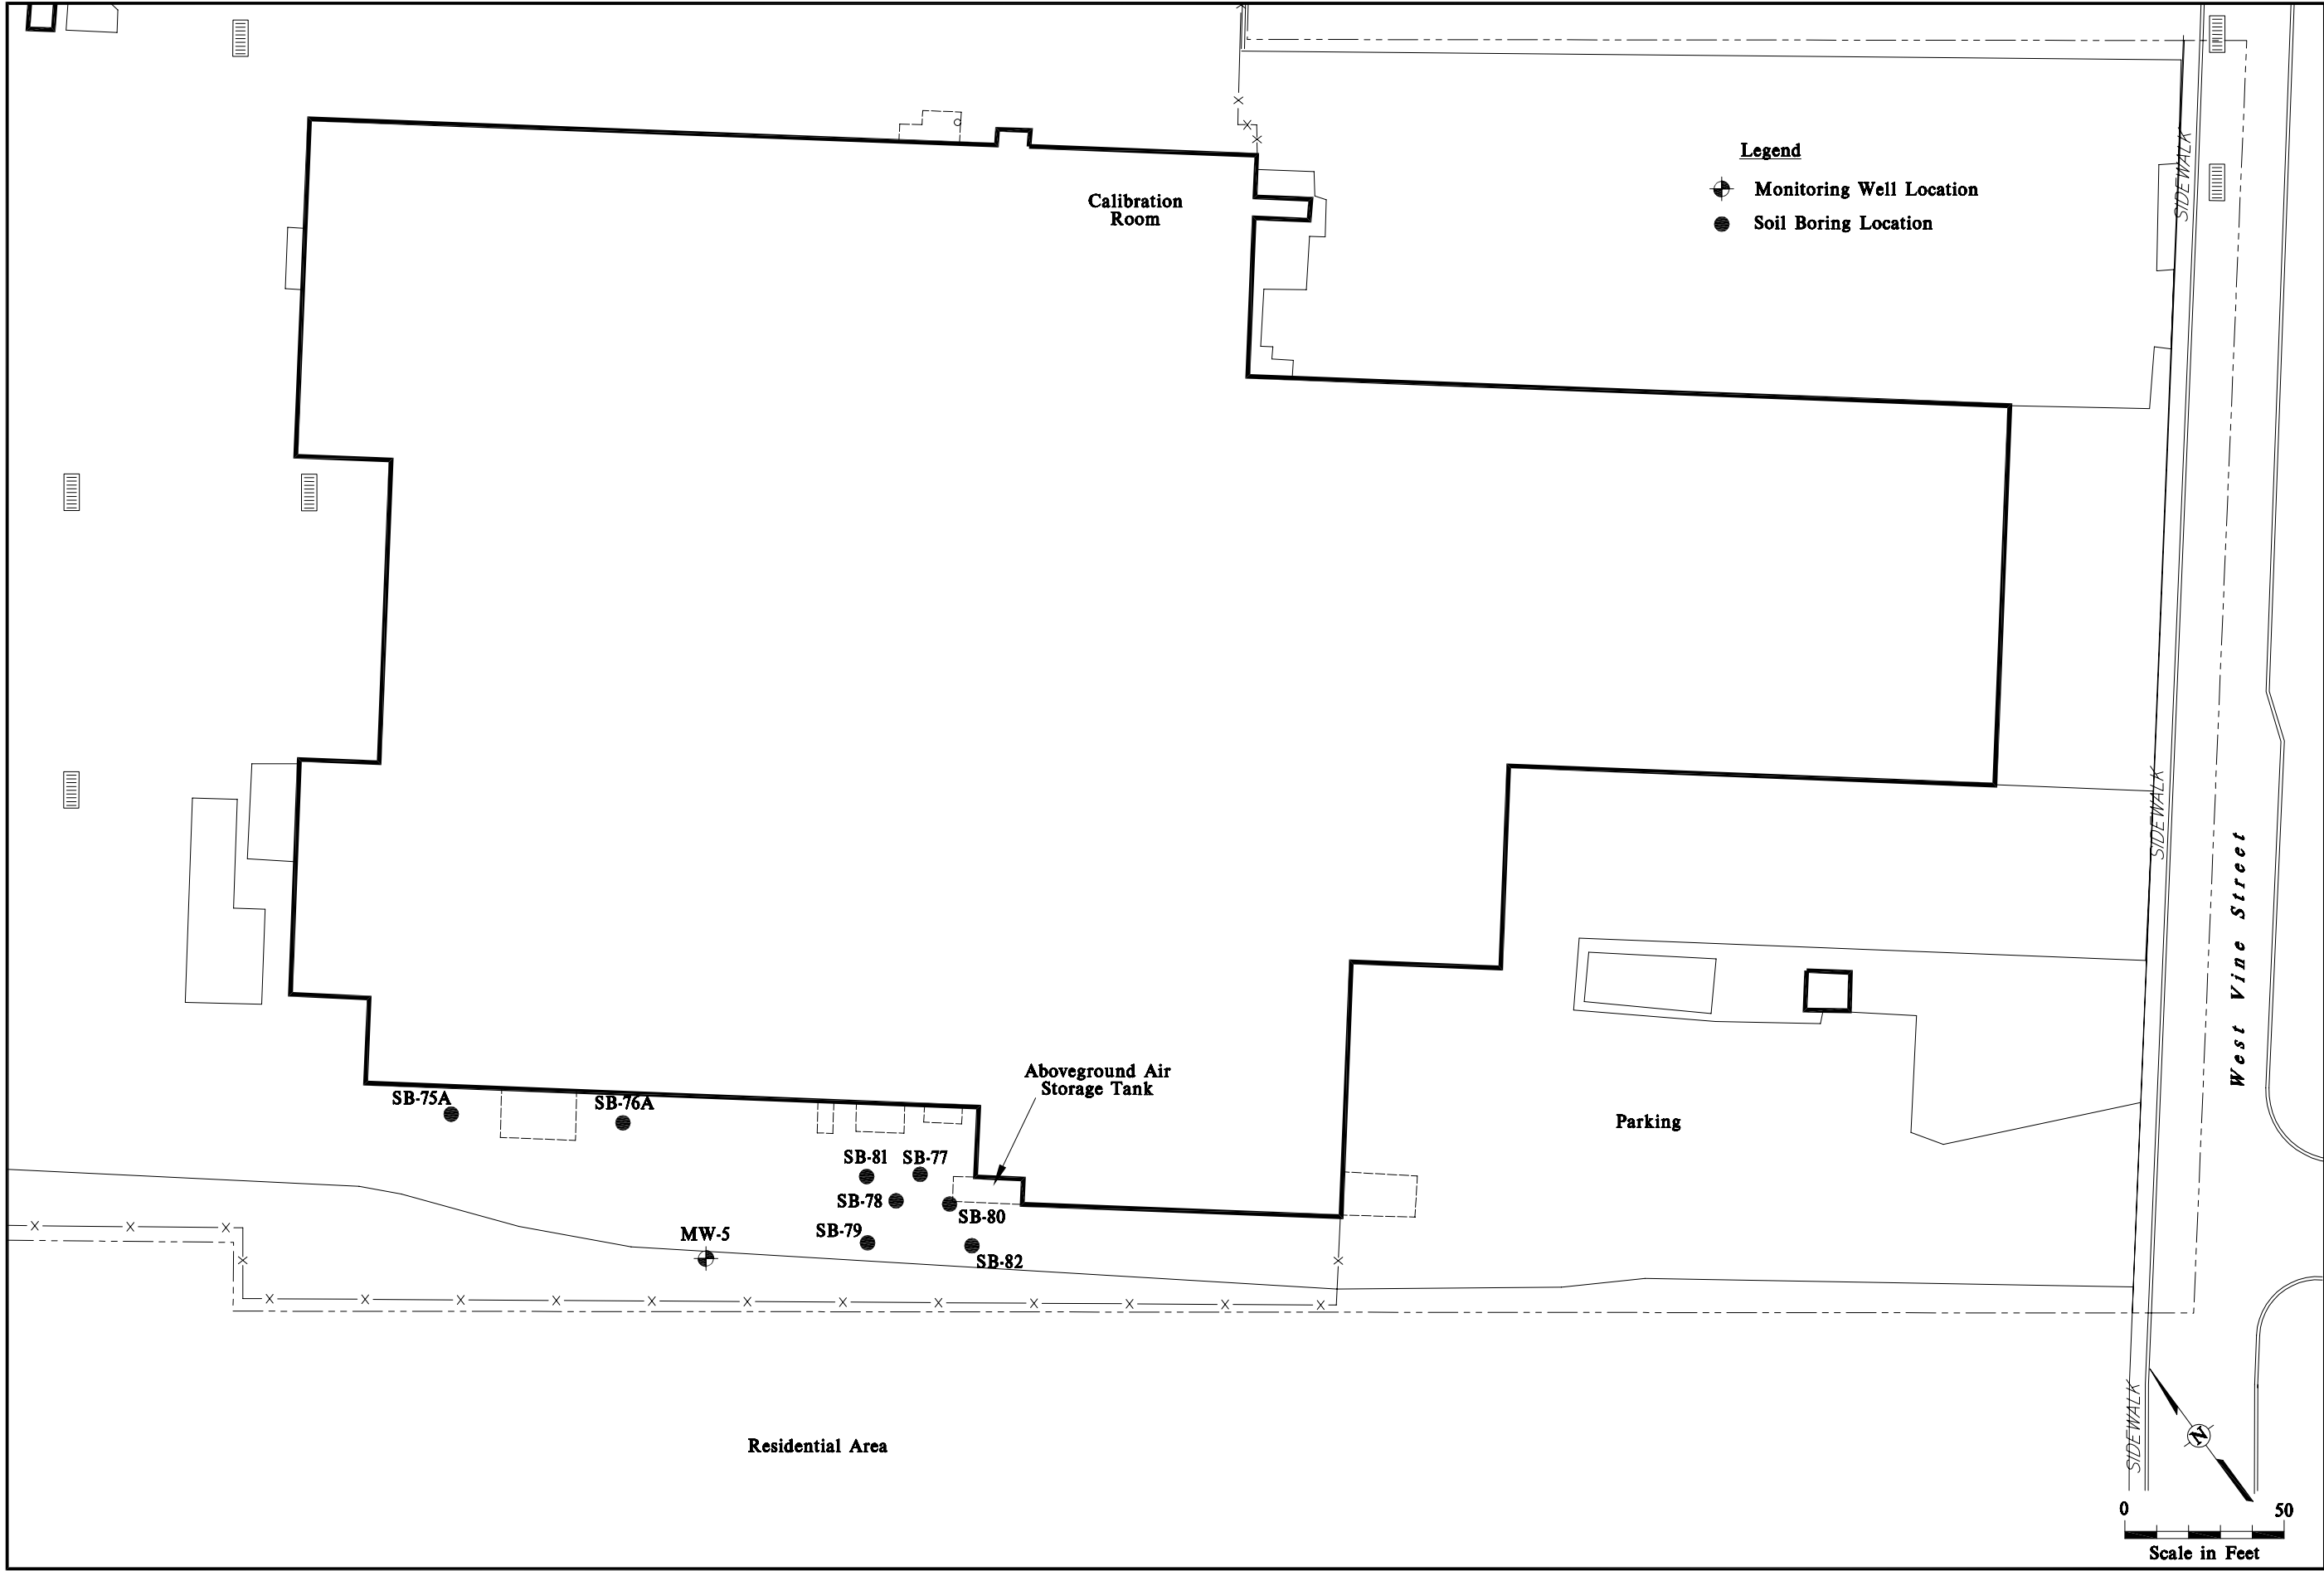 Legend
Monitoring Well Location
Soil Boring Location
Calibration
Room
SIDEWALK
SIDEWALK
West Vine Street
Aboveground Air
Storage Tank
SB-75A
SB-76A
Parking
SB-81
SB-77
SB-78
SB-80
SB-79
MW-5
SB-82
Residential Area
SIDEWALK
N
0
50
Scale in Feet